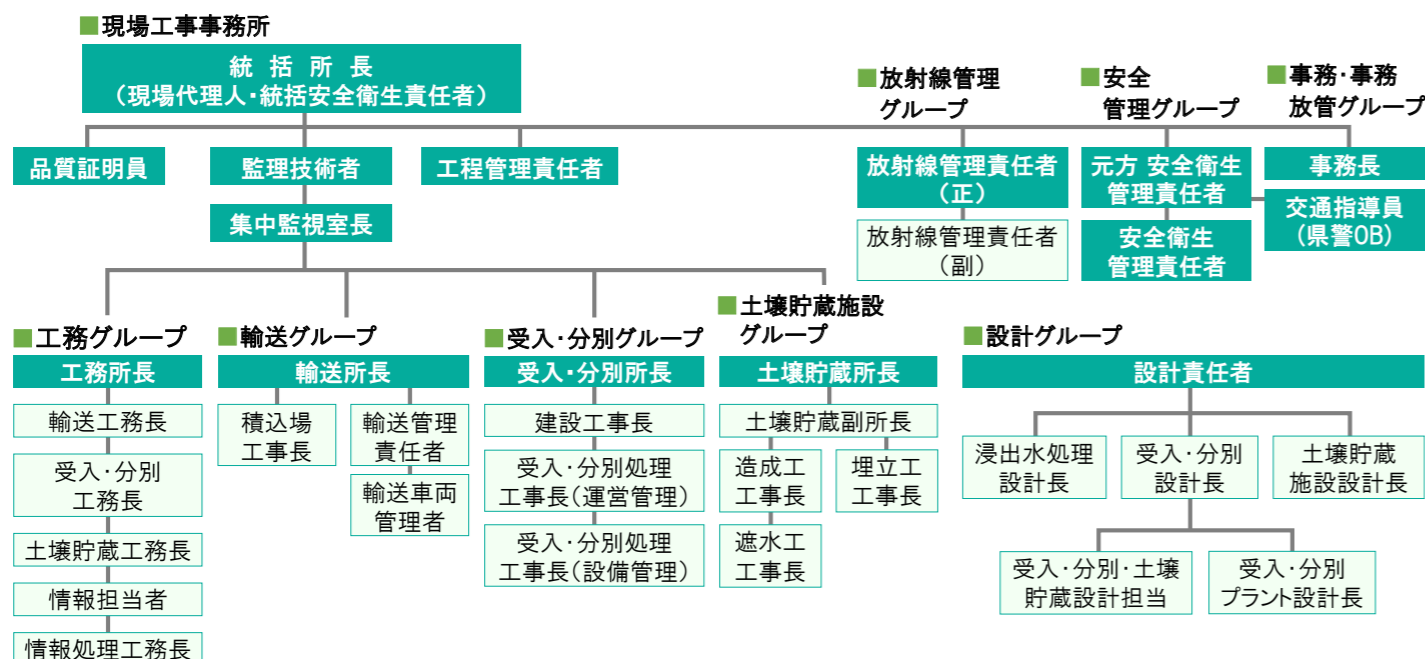 ■現場工事事務所
統 括 所 長
（現場代理人・統括安全衛生責任者）
■放射線管理
グループ
■安全
管理グループ
■事務・事務
放管グループ
品質証明員
監理技術者
工程管理責任者
放射線管理責任者
（正）
元方 安全衛生
管理責任者
事務長
集中監視室長
放射線管理責任者
（副）
安全衛生
管理責任者
交通指導員
（県警OB）
■工務グループ
工務所長
輸送工務長
受入・分別
工務長
土壌貯蔵工務長
情報担当者
情報処理工務長
■輸送グループ
輸送所長
積込場
工事長
輸送管理
責任者
輸送車両
管理者
■受入・分別グループ
受入・分別所長
建設工事長
受入・分別処理
工事長（運営管理）
受入・分別処理
工事長（設備管理）
■土壌貯蔵施設
グループ
土壌貯蔵所長
土壌貯蔵副所長
造成工
工事長
埋立工
工事長
遮水工
工事長
■設計グループ
設計責任者
浸出水処理
設計長
受入・分別
設計長
土壌貯蔵
施設設計長
受入・分別・土壌
貯蔵設計担当
受入・分別
プラント設計長